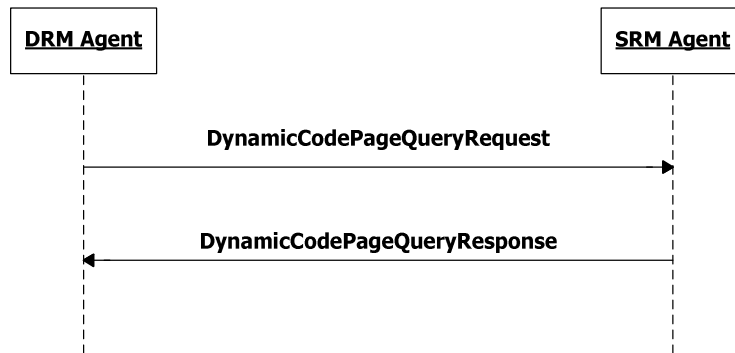 DRM Agent
SRM Agent
DynamicCodePageQueryRequest
DynamicCodePageQueryResponse